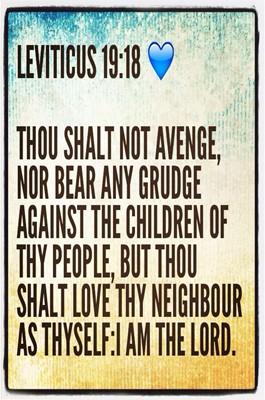 LEVITICUS 19:18 💙
THOU SHALT NOT AVENGE,
NOR BEAR ANY GRUDGE
AGAINST THE CHILDREN OF
THY PEOPLE, BUT THOU
SHALT LOVE THY NEIGHBOUR
AS THYSELF:I AM THE LORD.